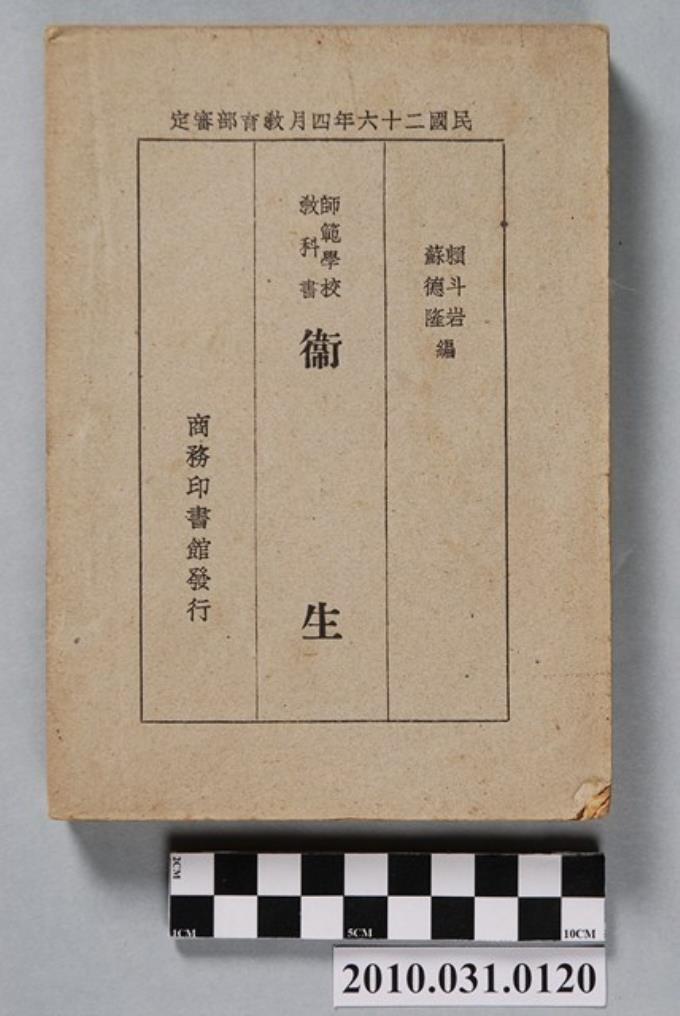 民國二十六年四月教育部審定
賴斗岩
蘇德隆
編
師範學校
教科書
衞生
商務印書館發行
2CM
1CM 5CM 10CM
2010.031.0120